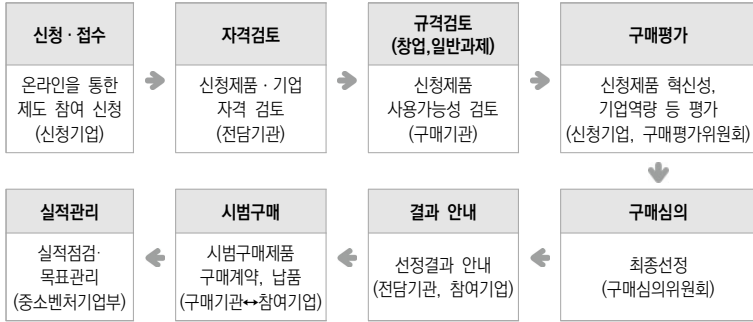 신청 · 접수
온라인을 통한
제도 참여 신청
(신청기업)
자격검토
신청제품 · 기업
자격 검토
(전담기관)
규격검토
(창업,일반과제)
신청제품
사용가능성 검토
(구매기관)
구매평가
신청제품 혁신성,
기업역량 등 평가
(신청기업, 구매평가위원회)
구매심의
최종선정
(구매심의위원회)
결과 안내
선정결과 안내
(전담기관, 참여기업)
시범구매
시범구매제품
구매계약, 납품
(구매기관↔참여기업)
실적관리
실적점검·
목표관리
(중소벤처기업부)